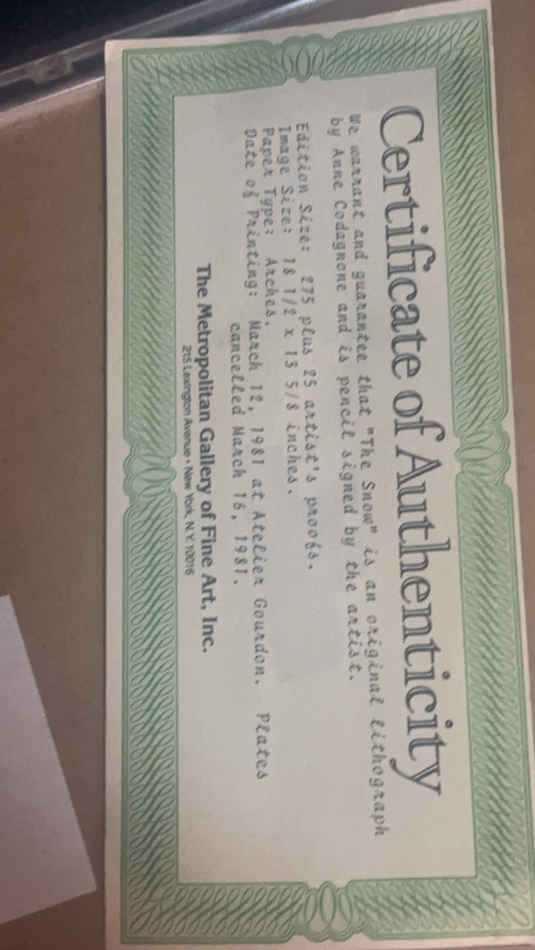 Certificate of Authenticity
We warrant and guarantee that "The Snow" is an original lithograph
by Anne Codagnone and is pencil signed by the artist.
Edition Size: 275 plus 25 artist's proofs.
Image Size: 18 1/2 x 13 5/8 inches.
Paper Type: Arches.
Date of Printing: March 12, 1981 at Atelier Gourdon. Plates
cancelled March 16, 1981.
The Metropolitan Gallery of Fine Art, Inc.
215 Lexington Avenue • New York, N.Y. 10016